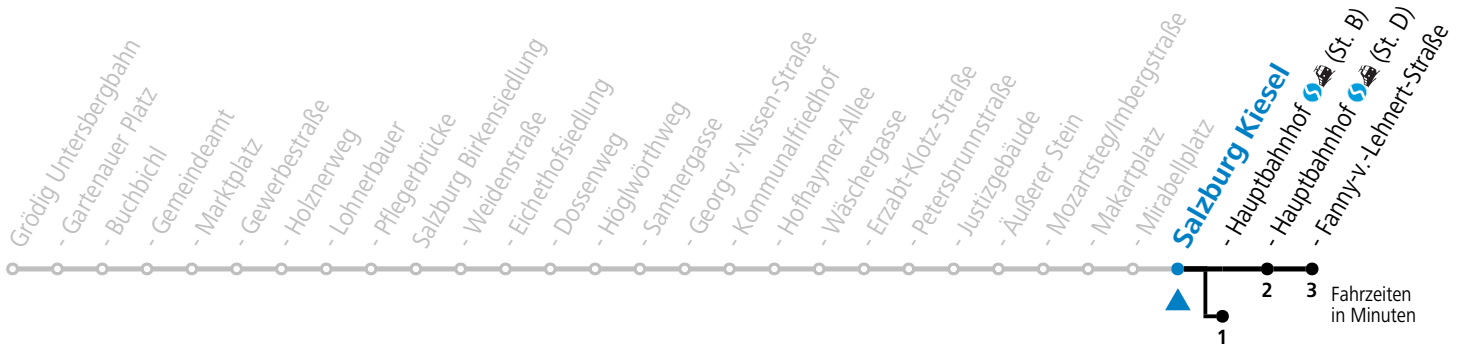 Grödig Untersbergbahn
- Gartenauer Platz
- Buchbichl
- Gemeindeamt
- Marktplatz
- Gewerbestraße
- Holznerweg
- Lohnerbauer
- Pflegerbrücke
Salzburg Birkensiedlung
- Weidenstraße
- Eichethofsiedlung
- Dossenweg
- Höglwörthweg
- Santnergasse
- Georg-v.-Nissen-Straße
- Kommunalfriedhof
- Hofhaymer-Allee
- Wäschergasse
- Erzabt-Klotz-Straße
- Petersbrunnstraße
- Justizgebäude
- Äußerer Stein
- Mozartsteg/Imbergstraße
- Makartplatz
- Mirabellplatz
Salzburg Kiesel
- Hauptbahnhof (St. B)
- Hauptbahnhof (St. D)
- Fanny-v.-Lehnert-Straße
2 3 Fahrzeiten
in Minuten
1